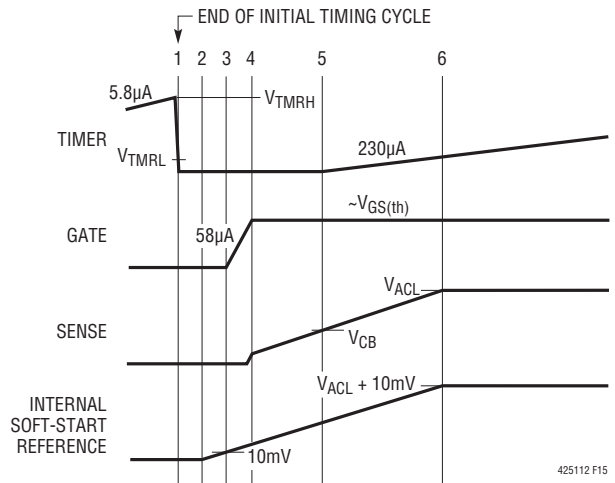 END OF INITIAL TIMING CYCLE
1 2 3 4 5 6
5.8µA
VTMRH
TIMER
VTMRL
230µA
~VGS(th)
GATE
58µA
VACL
SENSE
VCB
VACL + 10mV
INTERNAL
SOFT-START
REFERENCE
10mV
425112 F15